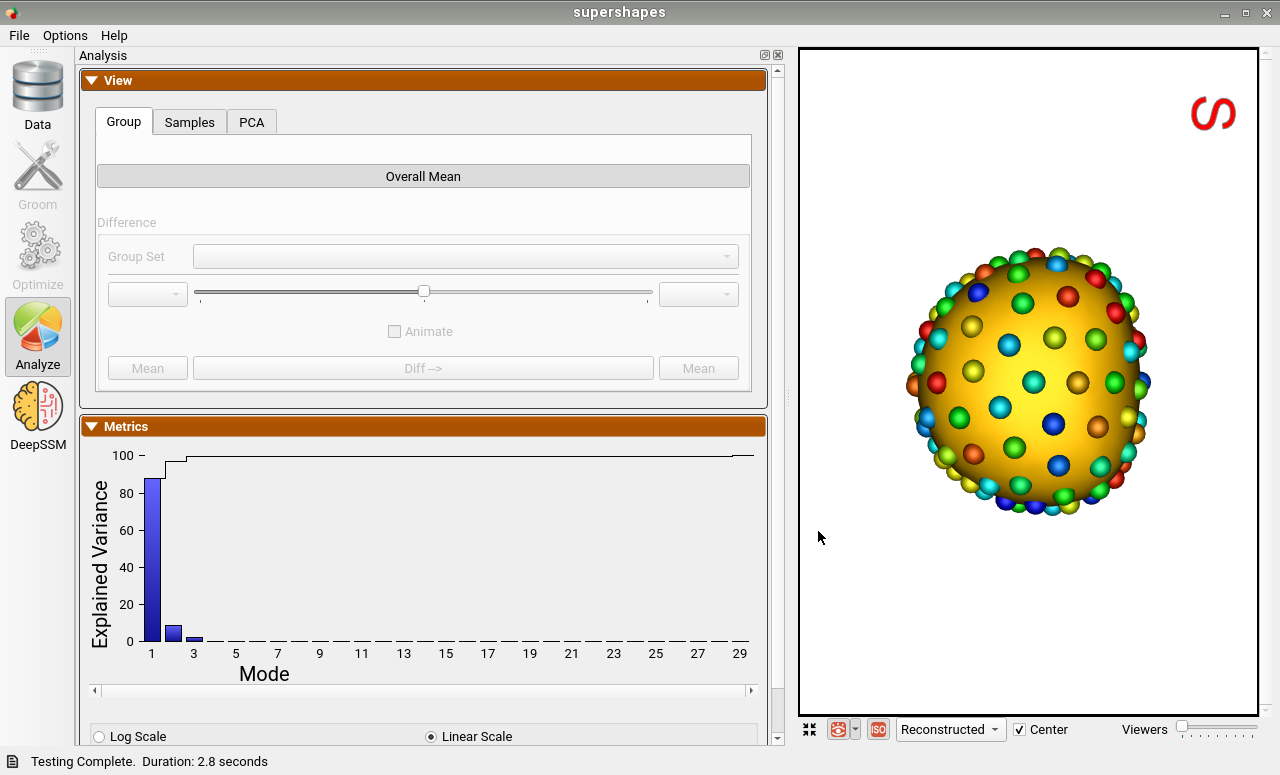 supershapes
File Options Help
Analysis
Data
Groom
Optimize
Analyze
DeepSSM
View
Group Samples PCA
Overall Mean
Difference
Group Set
Animate
Mean Diff --> Mean
Metrics
Explained Variance
100
80
60
40
20
0
1 3 5 7 9 11 13 15 17 19 21 23 25 27 29
Mode
Log Scale Linear Scale
S
ISO Reconstructed Center Viewers
Testing Complete. Duration: 2.8 seconds